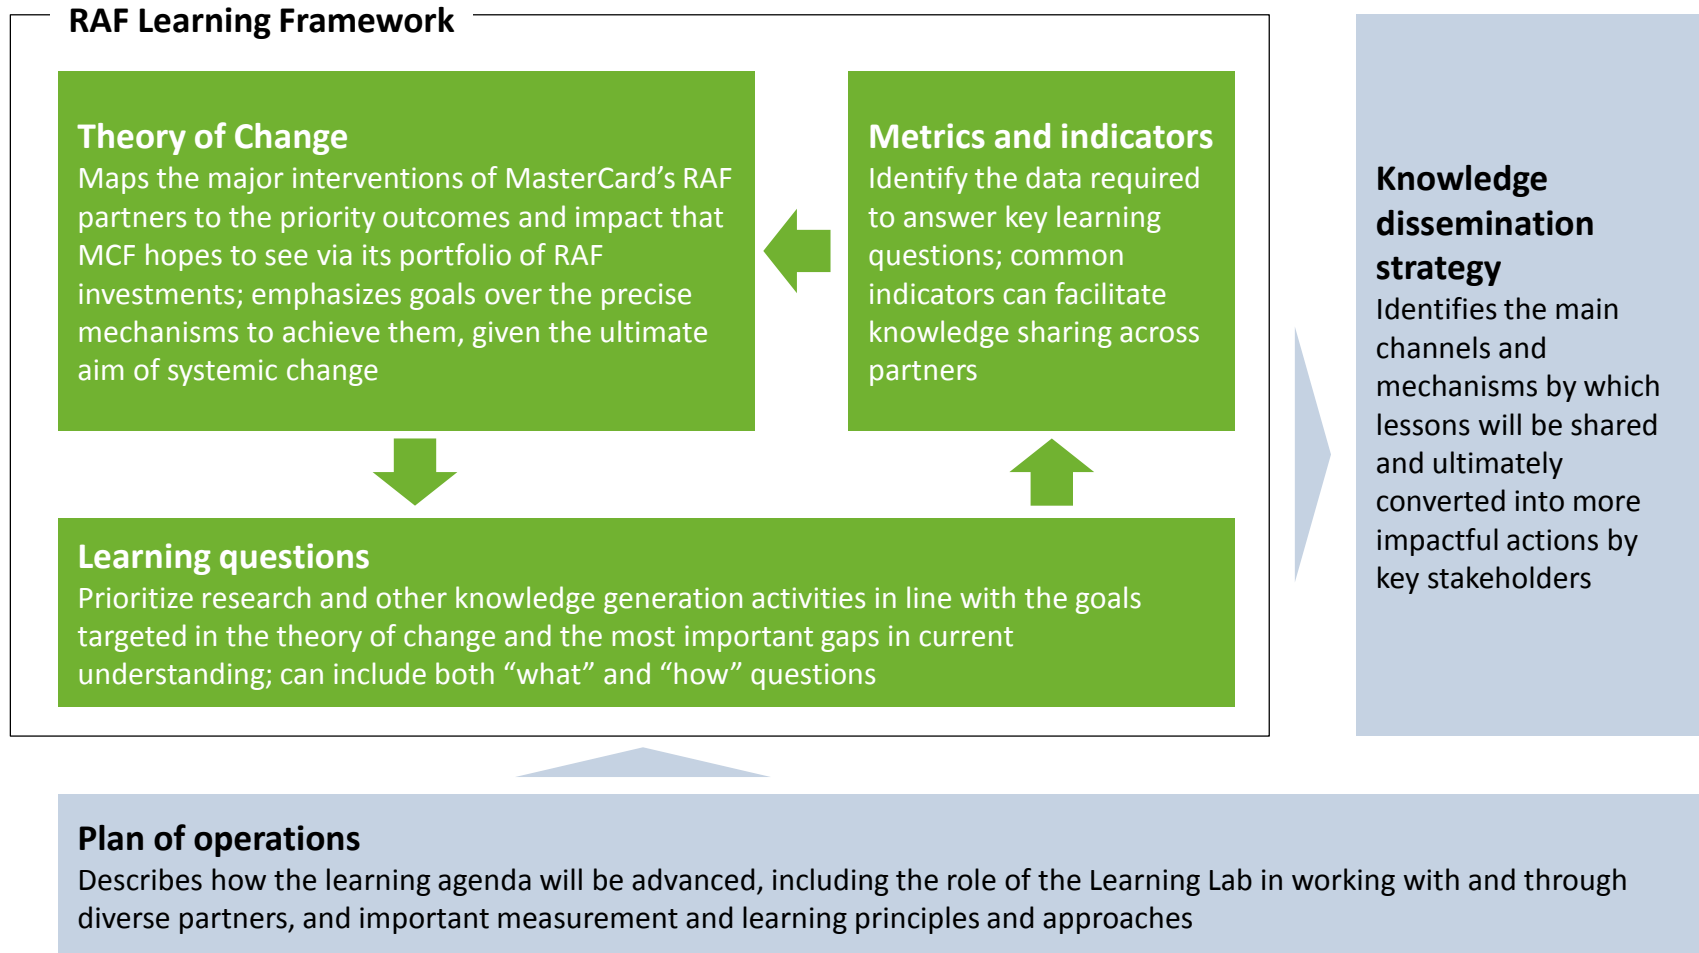 RAF Learning Framework
Theory of Change
Maps the major interventions of MasterCard’s RAF
partners to the priority outcomes and impact that
MCF hopes to see via its portfolio of RAF
investments; emphasizes goals over the precise
mechanisms to achieve them, given the ultimate
aim of systemic change
Metrics and indicators
Identify the data required
to answer key learning
questions; common
indicators can facilitate
knowledge sharing across
partners
Learning questions
Prioritize research and other knowledge generation activities in line with the goals
targeted in the theory of change and the most important gaps in current
understanding; can include both “what” and “how” questions
Knowledge
dissemination
strategy
Identifies the main
channels and
mechanisms by which
lessons will be shared
and ultimately
converted into more
impactful actions by
key stakeholders
Plan of operations
Describes how the learning agenda will be advanced, including the role of the Learning Lab in working with and through
diverse partners, and important measurement and learning principles and approaches